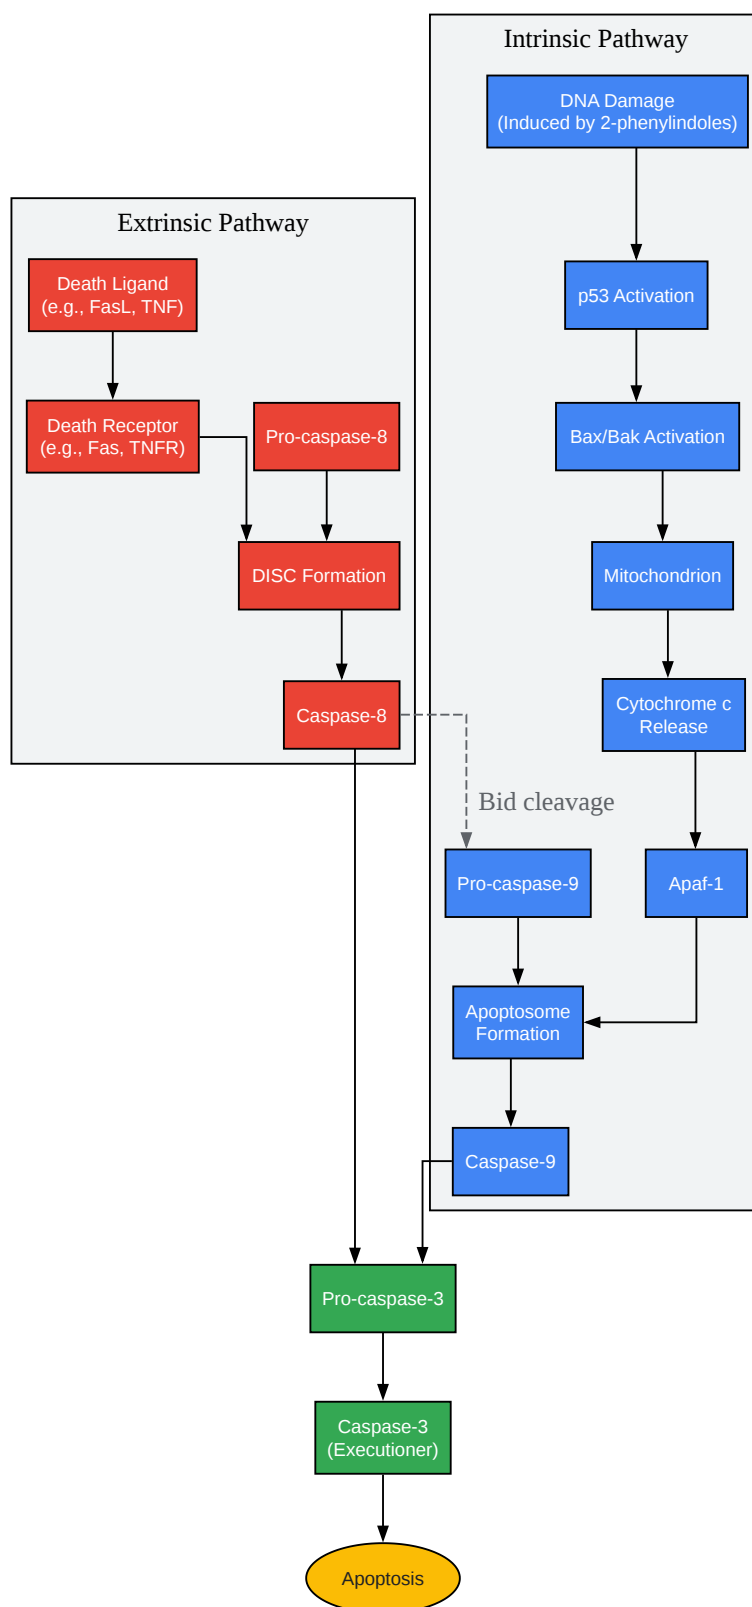 Intrinsic Pathway
DNA Damage
(Induced by 2-phenylindoles)
Extrinsic Pathway
Death Ligand
(e.g., FasL, TNF)
p53 Activation
Death Receptor
(e.g., Fas, TNFR)
Pro-caspase-8
Bax/Bak Activation
DISC Formation
Mitochondrion
Caspase-8
Cytochrome c
Release
Bid cleavage
Pro-caspase-9
Apaf-1
Apoptosome
Formation
Caspase-9
Pro-caspase-3
Caspase-3
(Executioner)
Apoptosis